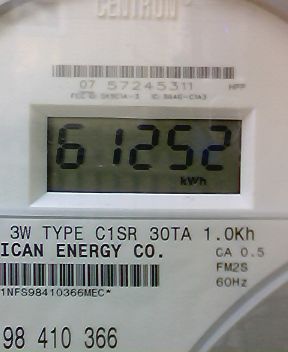 CENTRON®
07 57245311 HPF
61252
kWh
3W TYPE C1SR 30TA 1.0Kh
ICAN ENERGY CO.
CA 0.5
FM2S
60Hz
1NFS98410366MEC*
98 410 366